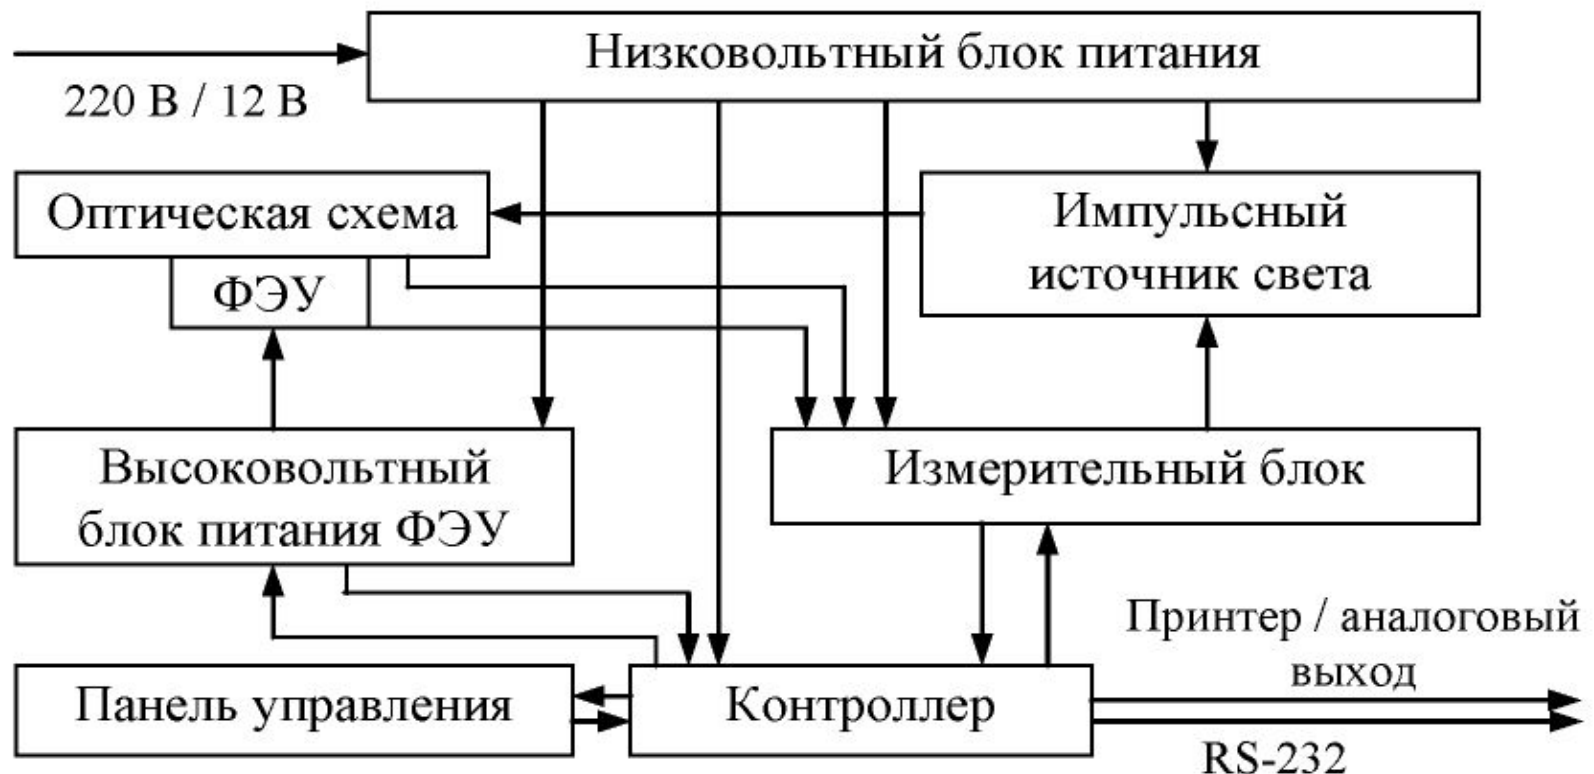 Низковольтный блок питания
220 В / 12 В
Оптическая схема
Импульсный
источник света
ФЭУ
Высоковольтный
блок питания ФЭУ
Измерительный блок
Принтер / аналоговый
выход
Панель управления
Контроллер
RS-232